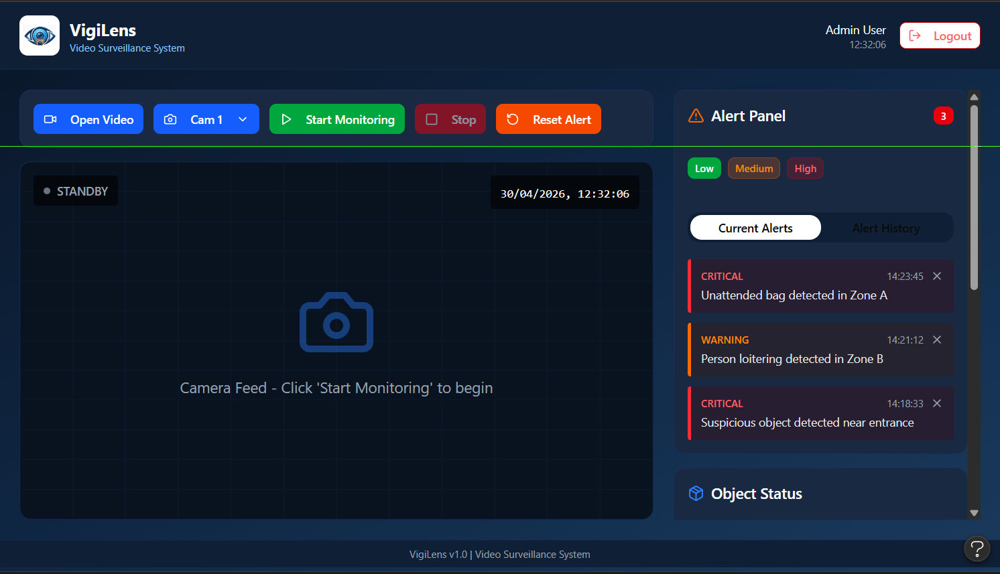 VigiLens
Video Surveillance System
Admin User
12:32:06
Logout
Open Video
Cam 1
Start Monitoring
Stop
Reset Alert
STANDBY
30/04/2026, 12:32:06
Camera Feed - Click 'Start Monitoring' to begin
Alert Panel
3
Low
Medium
High
Current Alerts
Alert History
CRITICAL
14:23:45
Unattended bag detected in Zone A
WARNING
14:21:12
Person loitering detected in Zone B
CRITICAL
14:18:33
Suspicious object detected near entrance
Object Status
VigiLens v1.0 | Video Surveillance System
?